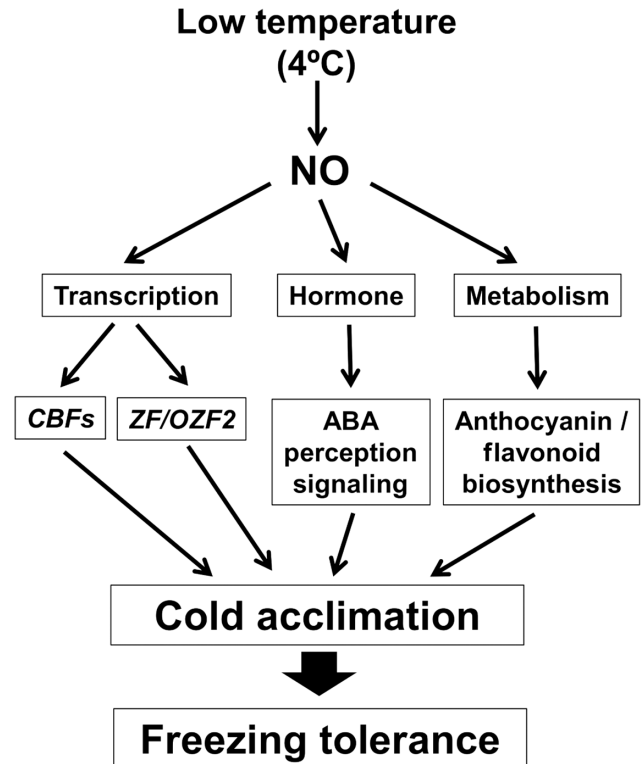 Low temperature
(4ºC)
NO
Transcription
Hormone
Metabolism
CBFs
ZF/OZF2
ABA
perception
signaling
Anthocyanin /
flavonoid
biosynthesis
Cold acclimation
Freezing tolerance